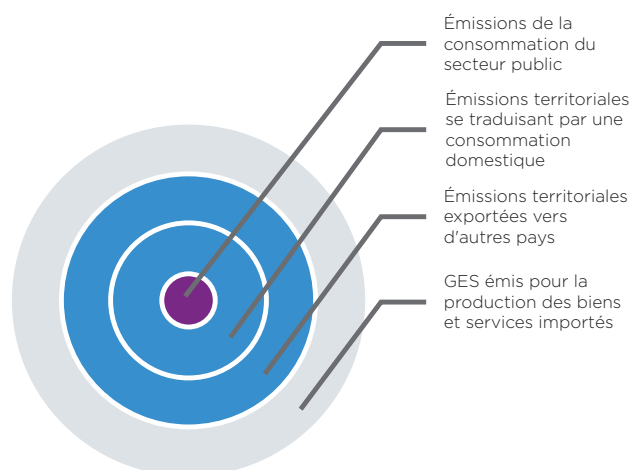 Émissions de la
consommation du
secteur public
Émissions territoriales
se traduisant par une
consommation
domestique
Émissions territoriales
exportées vers
d'autres pays
GES émis pour la
production des biens
et services importés